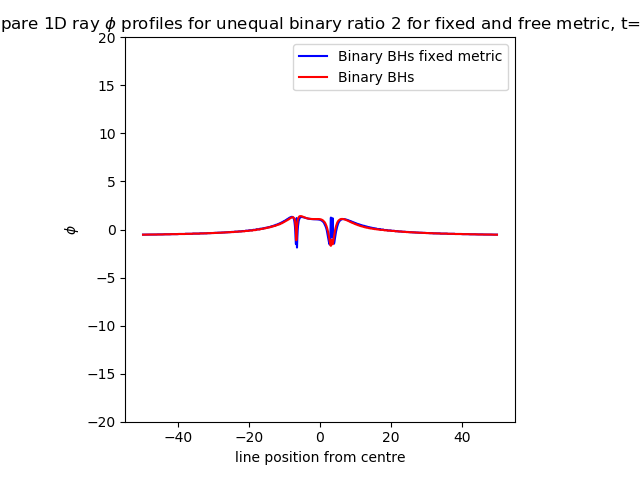 pare 1D ray ϕ profiles for unequal binary ratio 2 for fixed and free metric, t=
Binary BHs fixed metric
Binary BHs
20
15
10
5
0
−5
−10
−15
−20
ϕ
−40 −20 0 20 40
line position from centre